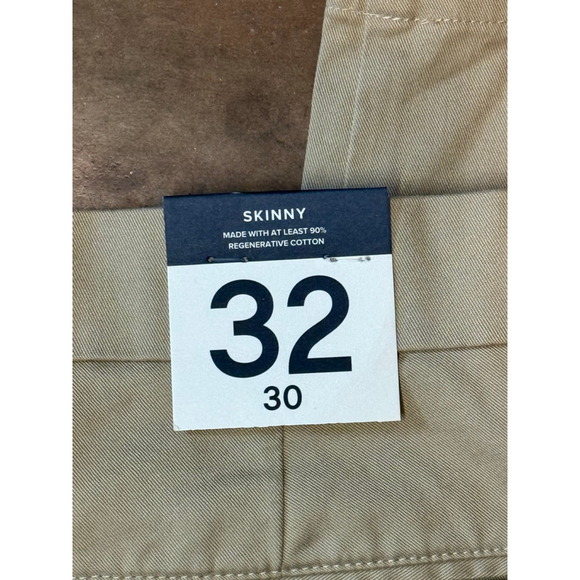 SKINNY
MADE WITH AT LEAST 90%
REGENERATIVE COTTON
32
30